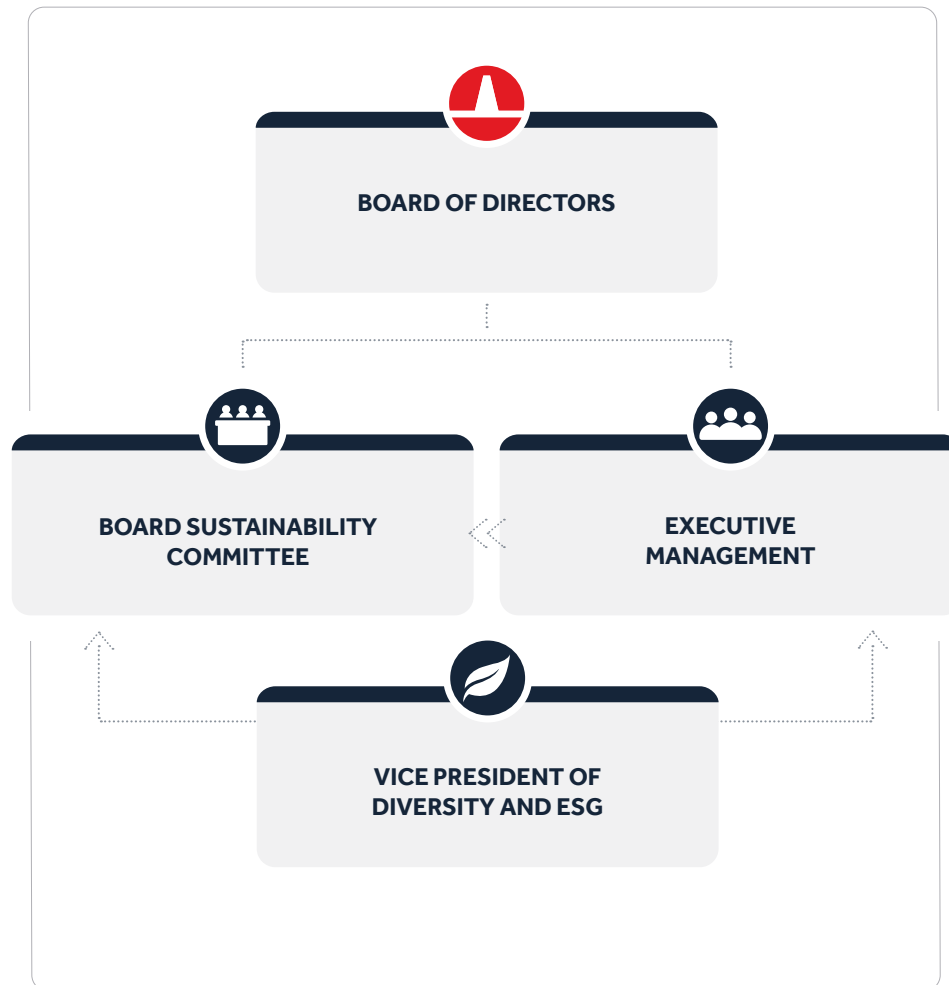 BOARD OF DIRECTORS
BOARD SUSTAINABILITY
COMMITTEE
EXECUTIVE
MANAGEMENT
VICE PRESIDENT OF
DIVERSITY AND ESG